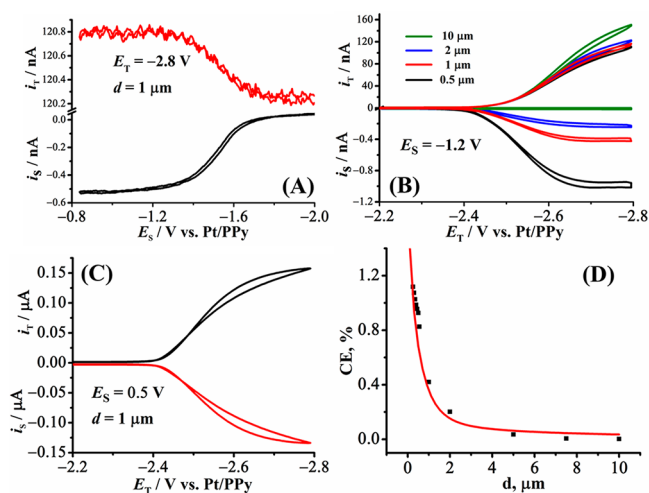 120.8
120.6
120.4
120.2
0.0
−0.2
−0.4
−0.6
i_T / nA
i_S / nA
E_T = −2.8 V
d = 1 μm
(A)
−0.8 −1.2 −1.6 −2.0
E_S / V vs. Pt/PPy
160
120
80
40
0
−0.4
−0.8
−1.2
i_T / nA
i_S / nA
10 μm
2 μm
1 μm
0.5 μm
E_S = −1.2 V
(B)
−2.2 −2.4 −2.6 −2.8
E_T / V vs. Pt/PPy
(C)
0.15
0.10
0.05
0.00
−0.05
−0.10
−0.15
i_T / μA
i_S / μA
E_S = 0.5 V
d = 1 μm
−2.2 −2.3 −2.4 −2.5 −2.6 −2.7 −2.8
E_T / V vs. Pt/PPy
(D)
1.2
0.8
0.4
0.0
CE, %
0 2 4 6 8 10
d, μm